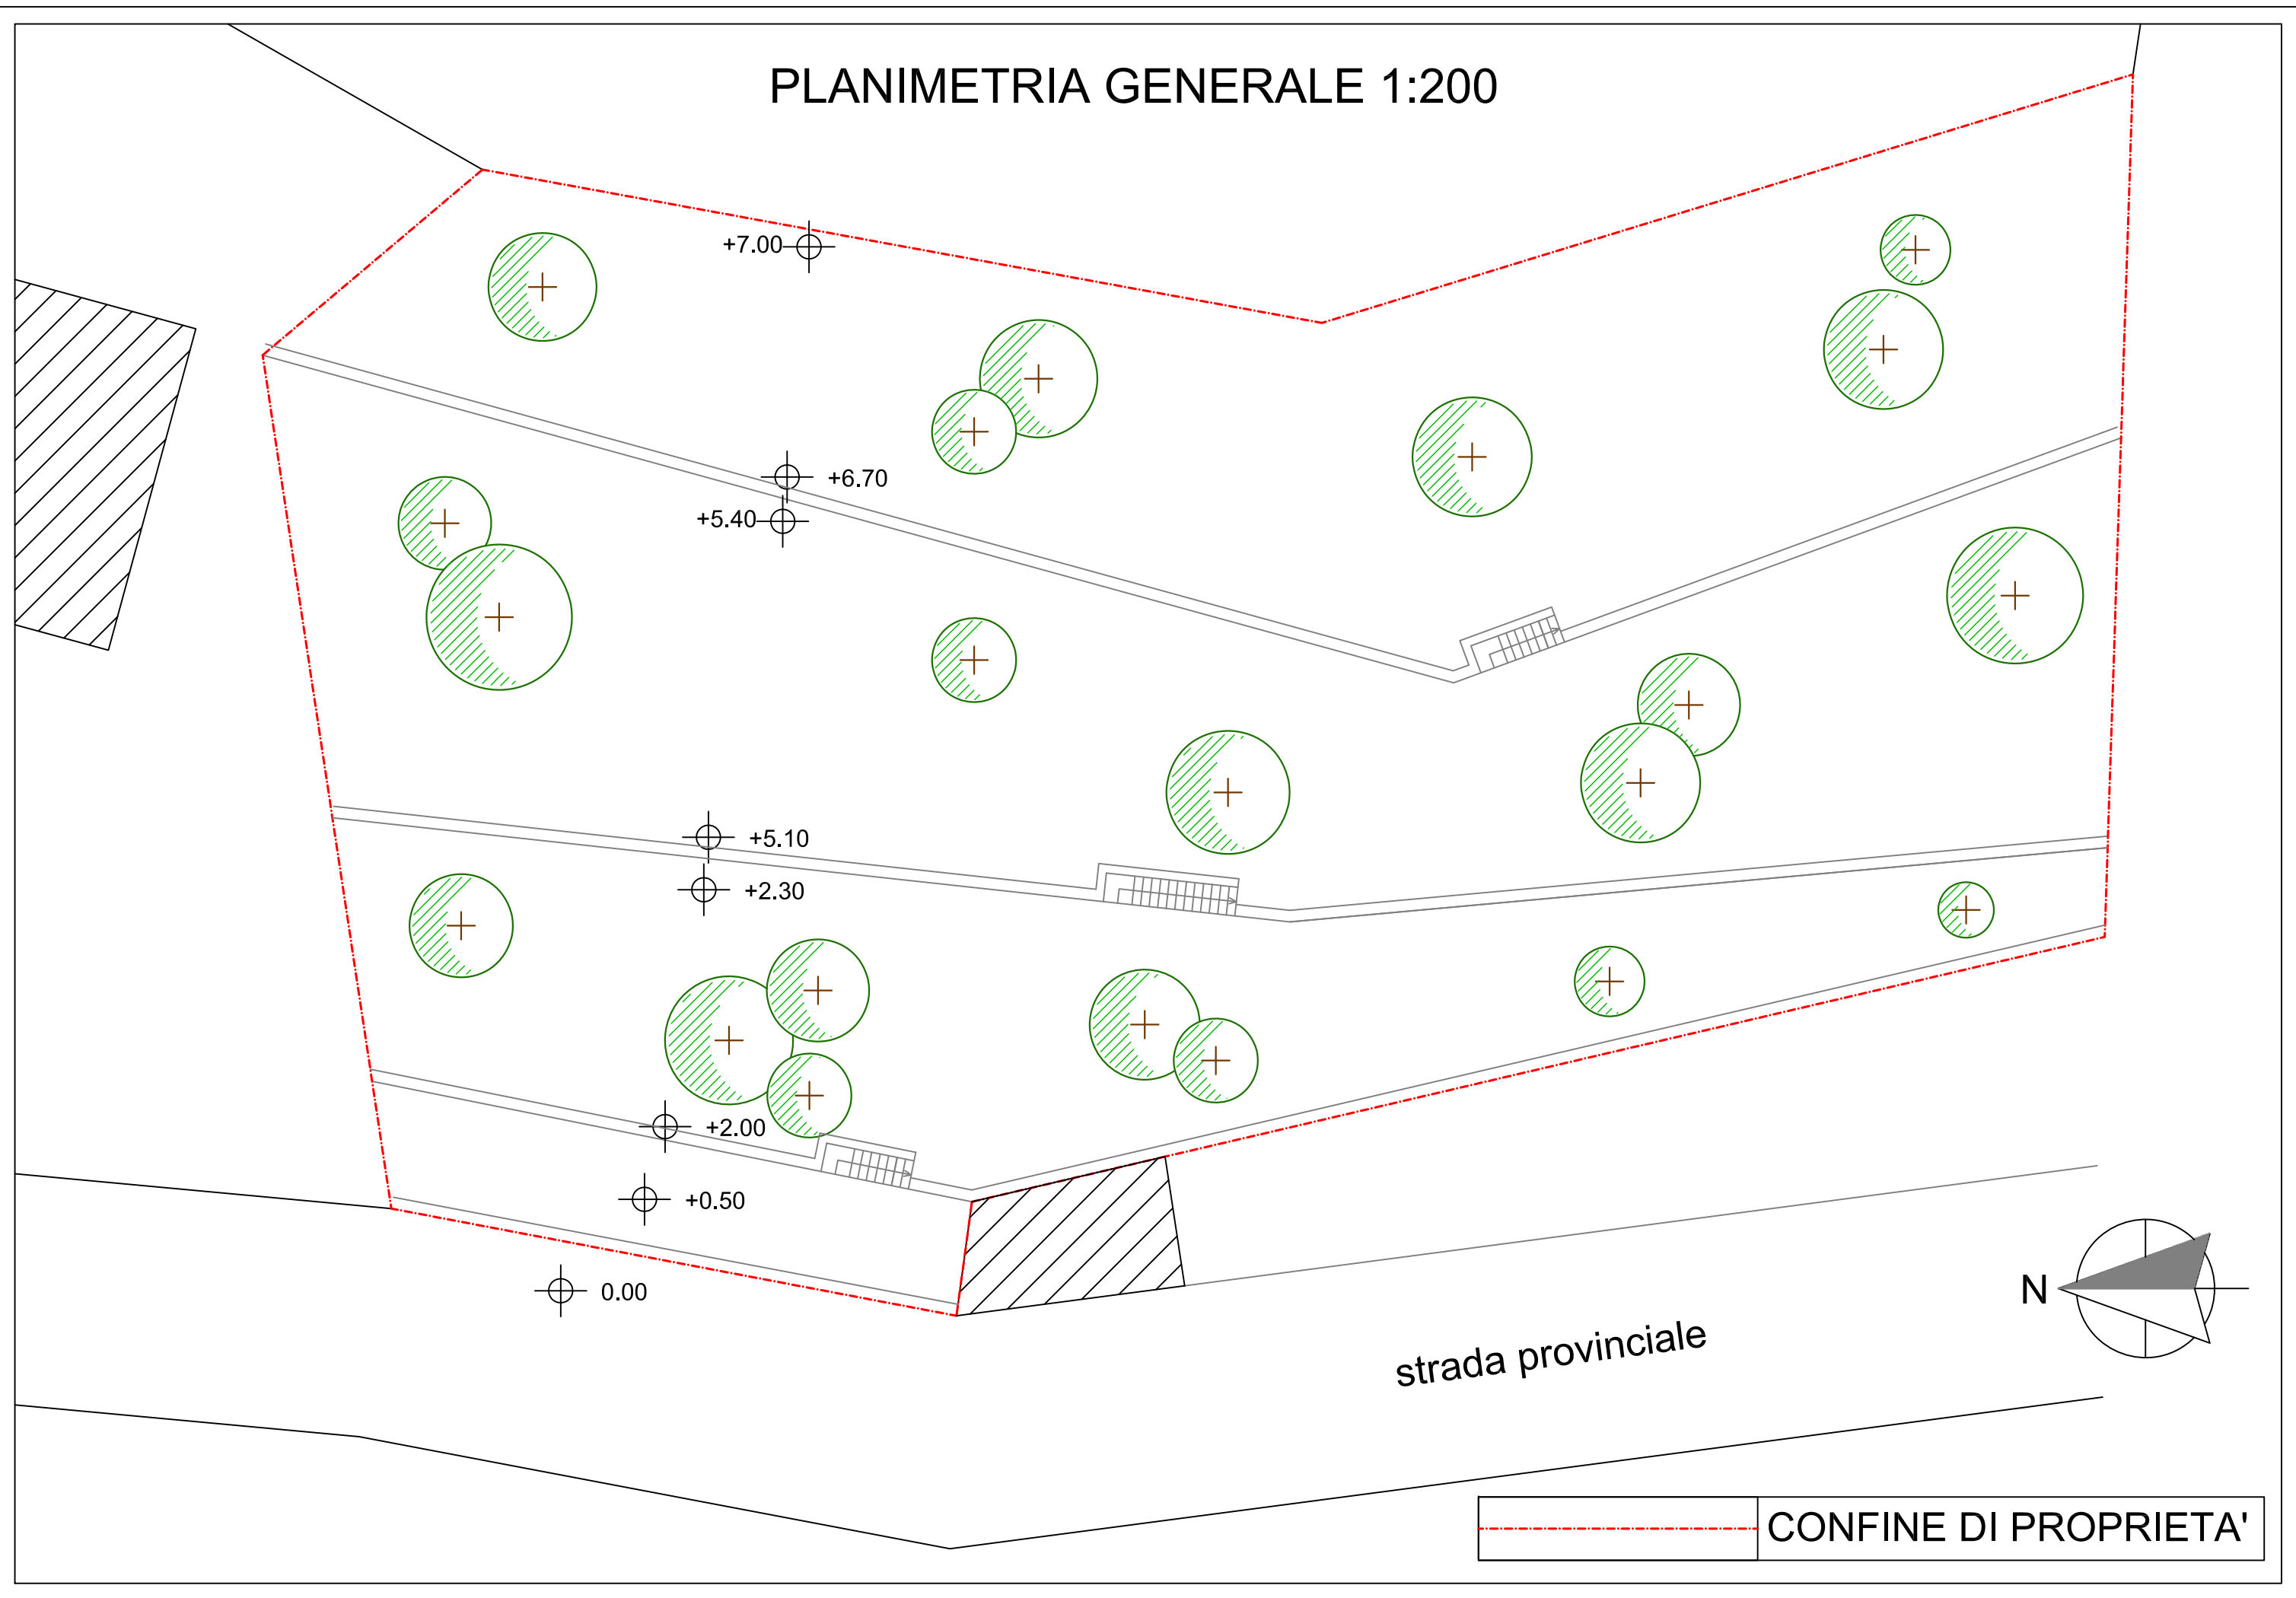 PLANIMETRIA GENERALE 1:200
+7.00
+6.70
+5.40
+5.10
+2.30
+2.00
+0.50
0.00
N
strada provinciale
CONFINE DI PROPRIETA'